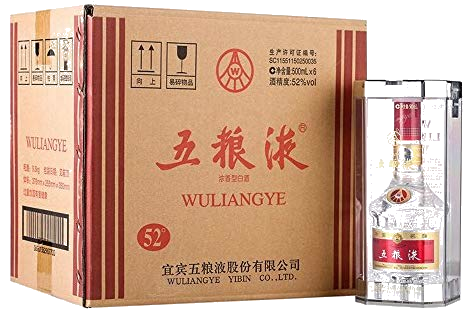 向上
易碎物品
生产许可证编号:
SC11551150250035
净含量:500mL×6
酒精度:52%vol
五粮液®
浓香型白酒
WULIANGYE
52°
宜宾五粮液股份有限公司
WULIANGYE YIBIN CO.,LTD.
WULIANGYE
五粮液